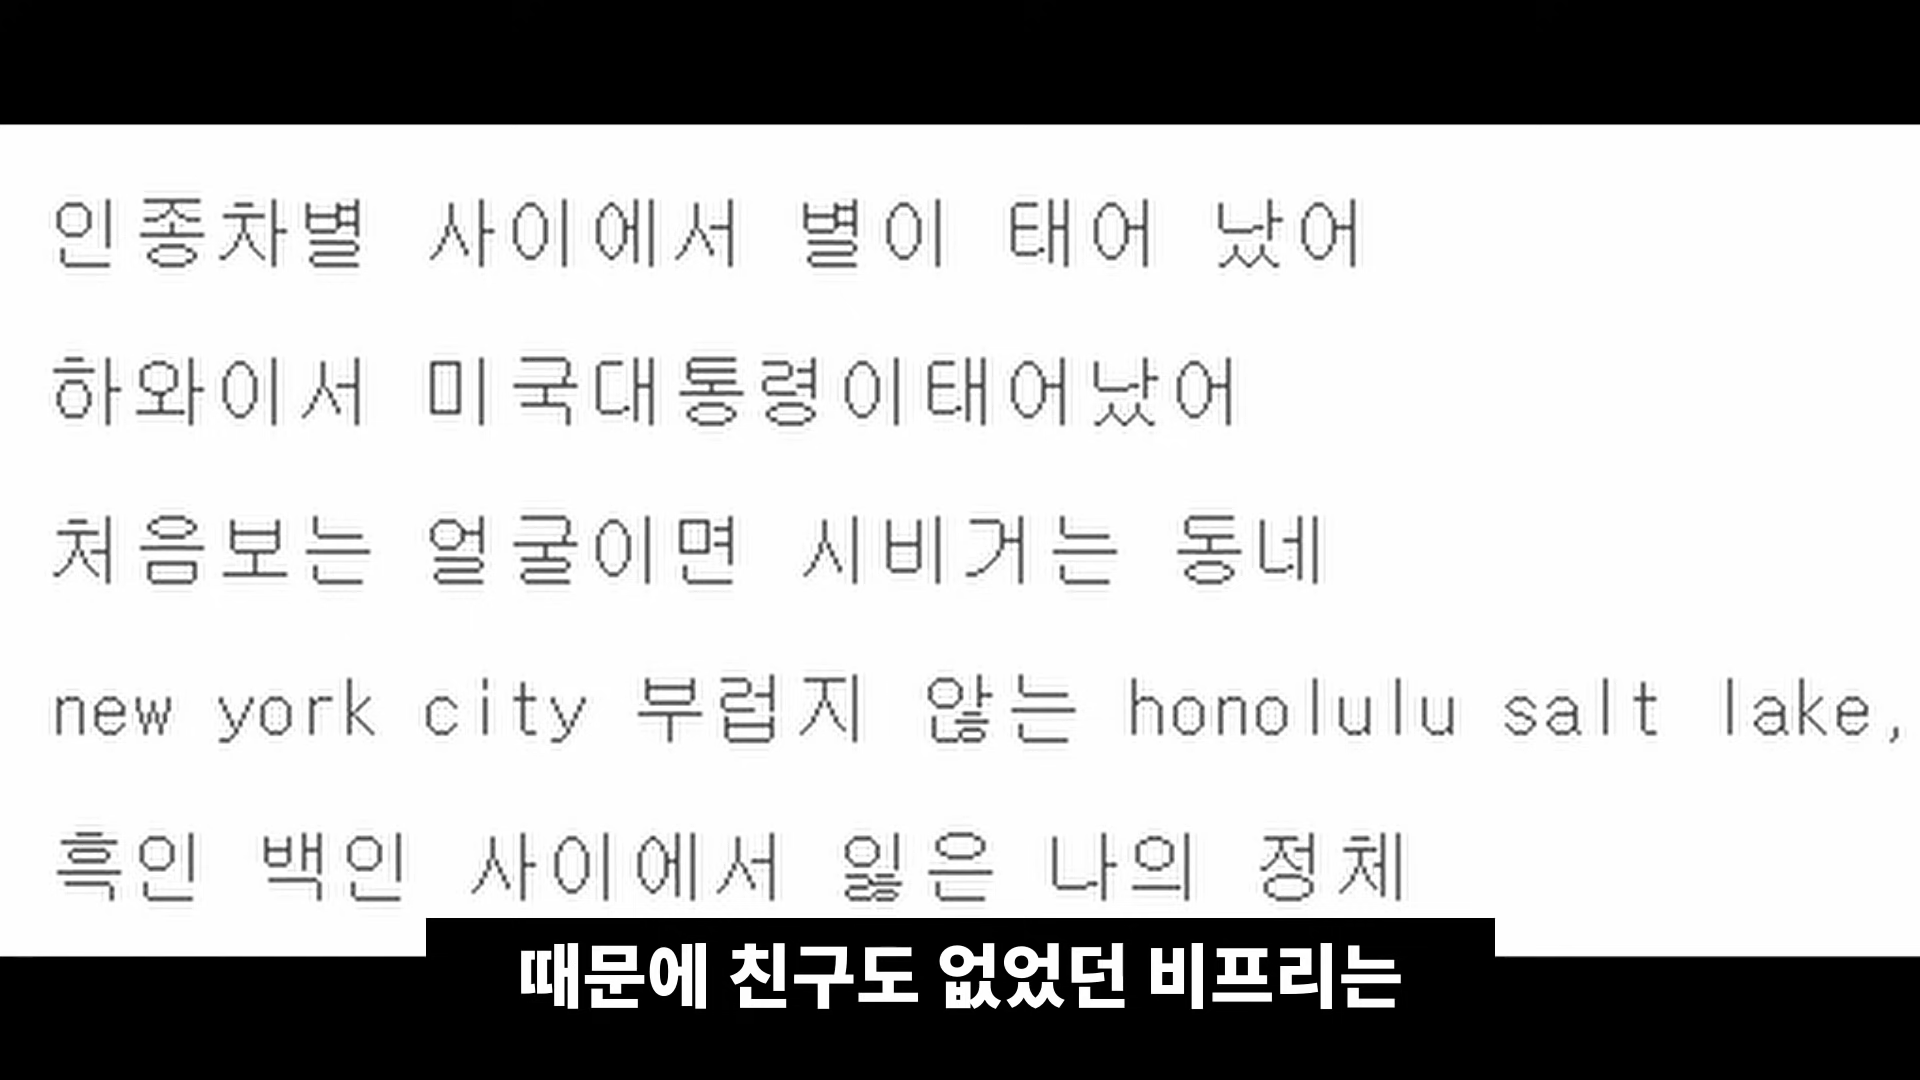 인종차별 사이에서 별이 태어 났어
하와이서 미국대통령이태어났어
처음보는 얼굴이면 시비거는 동네
new york city 부럽지 않는 honolulu salt lake,
흑인 백인 사이에서 잃은 나의 정체
때문에 친구도 없었던 비프리는